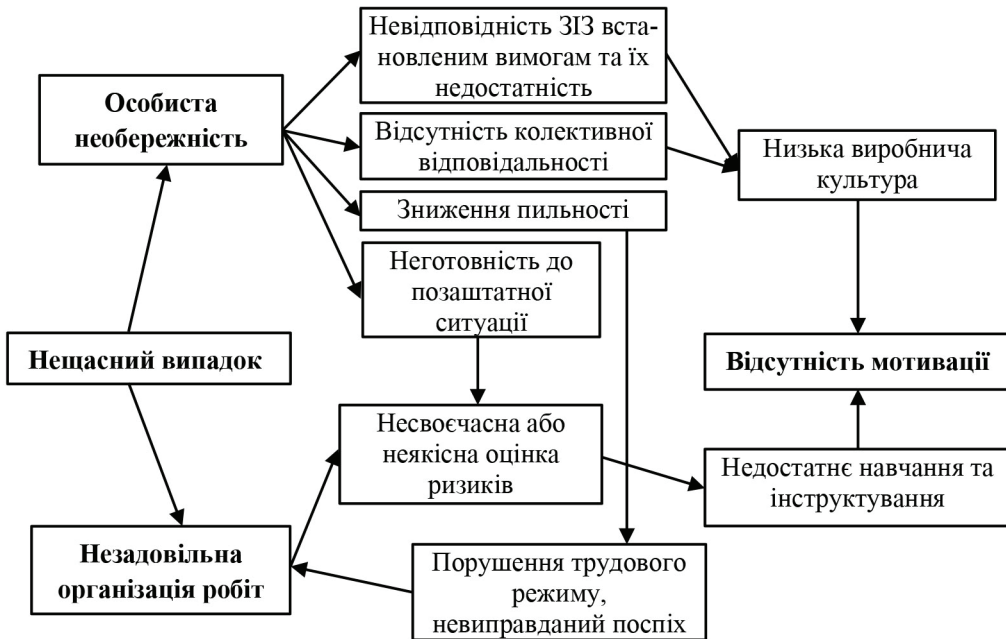 Невідповідність ЗІЗ вста-
новленим вимогам та їх
недостатність
Особиста
необережність
Відсутність колективної
відповідальності
Низька виробнича
культура
Зниження пильності
Неготовність до
позаштатної
ситуації
Нещасний випадок
Відсутність мотивації
Несвоєчасна або
неякісна оцінка
ризиків
Недостатнє навчання та
інструктування
Незадовільна
організація робіт
Порушення трудового
режиму,
невиправданий поспіх